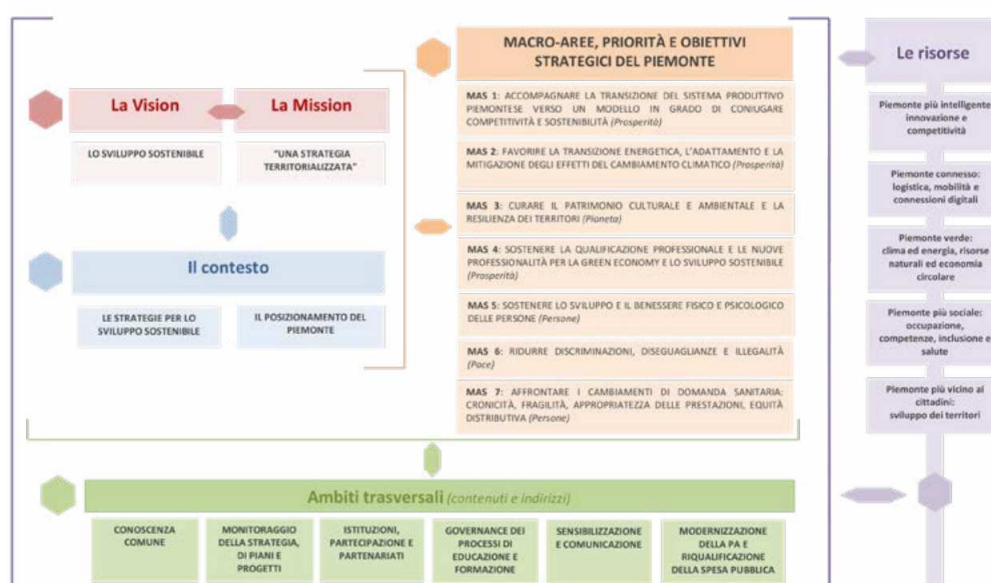 La Vision
La Mission
LO SVILUPPO SOSTENIBILE
"UNA STRATEGIA
TERRITORIALIZZATA"
Il contesto
LE STRATEGIE PER LO
SVILUPPO SOSTENIBILE
IL POSIZIONAMENTO DEL
PIEMONTE
MACRO-AREE, PRIORITÀ E OBIETTIVI
STRATEGICI DEL PIEMONTE
MAS 1: ACCOMPAGNARE LA TRANSIZIONE DEL SISTEMA PRODUTTIVO
PIEMONTESE VERSO UN MODELLO IN GRADO DI CONIUGARE
COMPETITIVITÀ E SOSTENIBILITÀ (Prosperità)
MAS 2: FAVORIRE LA TRANSIZIONE ENERGETICA, L'ADATTAMENTO E LA
MITIGAZIONE DEGLI EFFETTI DEL CAMBIAMENTO CLIMATICO (Prosperità)
MAS 3: CURARE IL PATRIMONIO CULTURALE E AMBIENTALE E LA
RESILIENZA DEI TERRITORI (Pianeta)
MAS 4: SOSTENERE LA QUALIFICAZIONE PROFESSIONALE E LE NUOVE
PROFESSIONALITÀ PER LA GREEN ECONOMY E LO SVILUPPO SOSTENIBILE
(Prosperità)
MAS 5: SOSTENERE LO SVILUPPO E IL BENESSERE FISICO E PSICOLOGICO
DELLE PERSONE (Persone)
MAS 6: RIDURRE DISCRIMINAZIONI, DISEGUAGLIANZE E ILLEGALITÀ
(Pace)
MAS 7: AFFRONTARE I CAMBIAMENTI DI DOMANDA SANITARIA:
CRONICITÀ, FRAGILITÀ, APPROPRIATEZZA DELLE PRESTAZIONI, EQUITÀ
DISTRIBUTIVA (Persone)
Le risorse
Piemonte più intelligente
innovazione e
competitività
Piemonte connesso:
logistica, mobilità e
connessioni digitali
Piemonte verde:
clima ed energia, risorse
naturali ed economia
circolare
Piemonte più sociale:
occupazione,
competenze, inclusione e
salute
Piemonte più vicino ai
cittadini:
sviluppo dei territori
Ambiti trasversali (contenuti e indirizzi)
CONOSCENZA
COMUNE
MONITORAGGIO
DELLA STRATEGIA,
DI PIANI E
PROGETTI
ISTITUZIONI,
PARTECIPAZIONE E
PARTENARIATI
GOVERNANCE DEI
PROCESSI DI
EDUCAZIONE E
FORMAZIONE
SENSIBILIZZAZIONE
E COMUNICAZIONE
MODERNIZZAZIONE
DELLA PA E
RIQUALIFICAZIONE
DELLA SPESA PUBBLICA